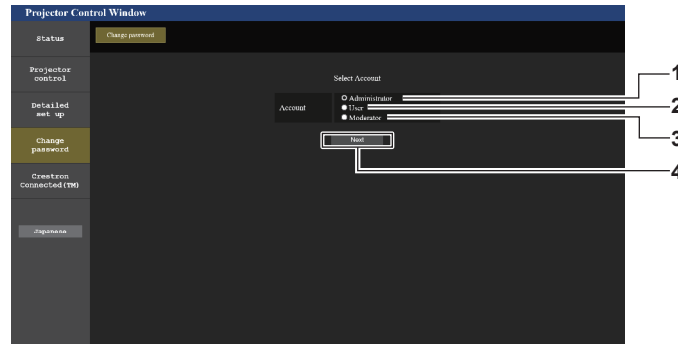 Projector Control Window
Status
Change password
Projector
control
Select Account
Account
Administrator
User
Moderator
Detailed
set up
Next
Change
password
Crestron
Connected(TM)
Japanese
1
2
3
4